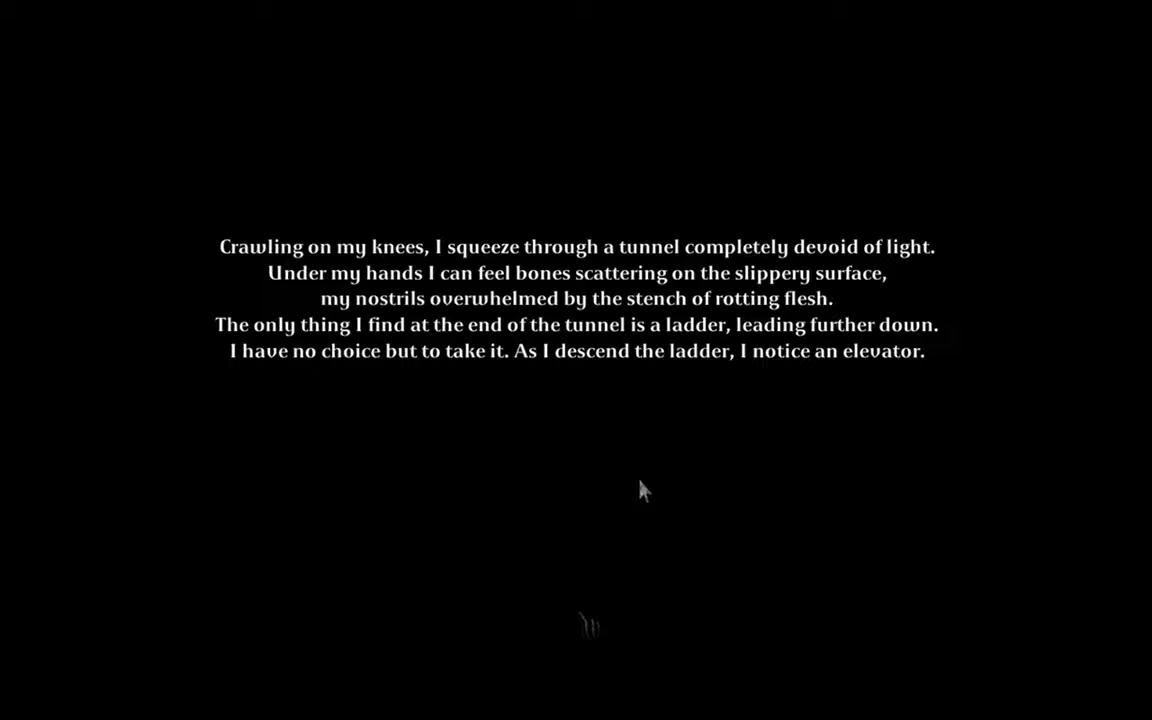 Crawling on my knees, I squeeze through a tunnel completely devoid of light.
Under my hands I can feel bones scattering on the slippery surface,
my nostrils overwhelmed by the stench of rotting flesh.
The only thing I find at the end of the tunnel is a ladder, leading further down.
I have no choice but to take it. As I descend the ladder, I notice an elevator.